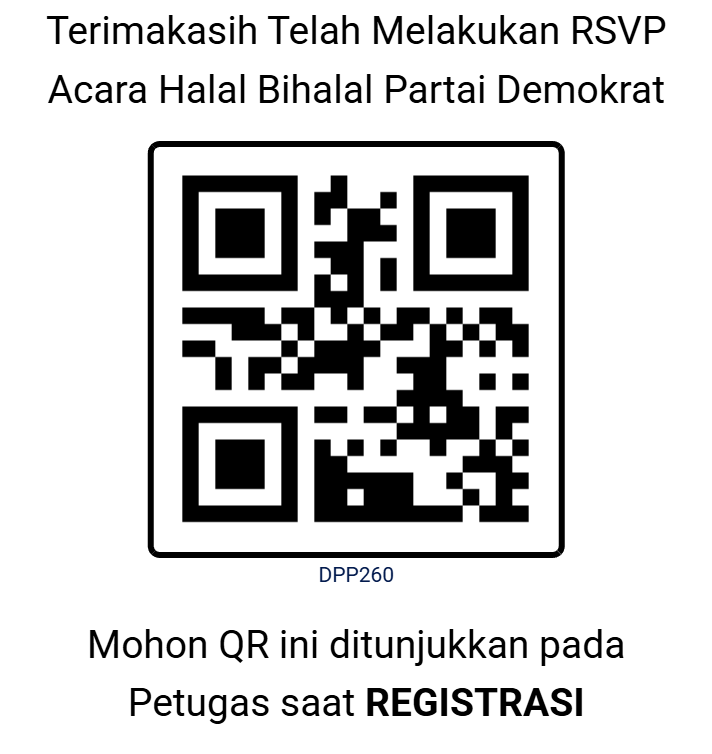 Terimakasih Telah Melakukan RSVP
Acara Halal Bihalal Partai Demokrat
DPP260
Mohon QR ini ditunjukkan pada
Petugas saat REGISTRASI